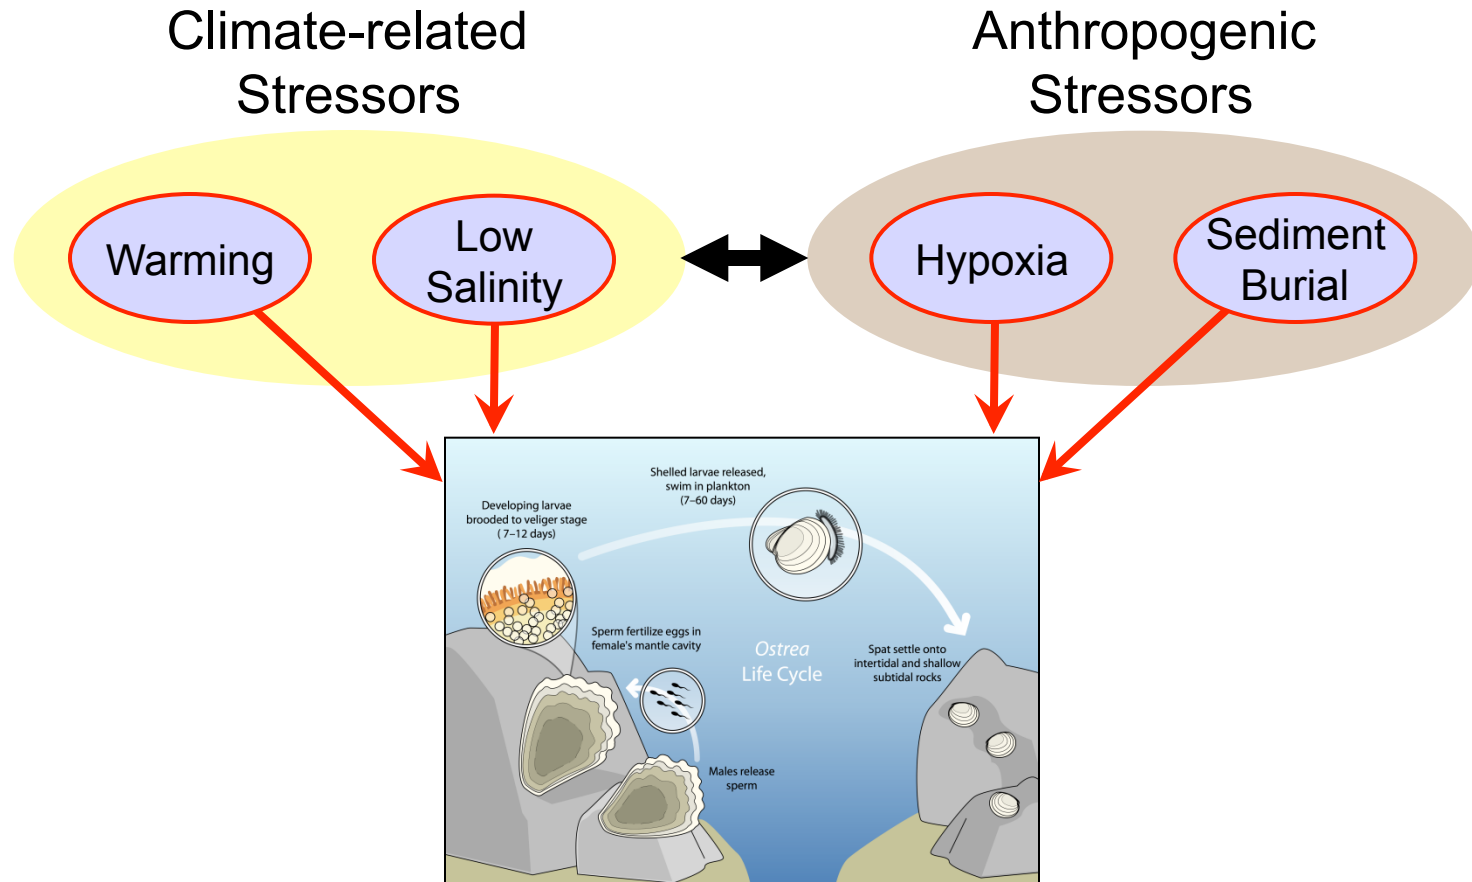 Climate-related
Stressors
Anthropogenic
Stressors
Warming
Low
Salinity
Hypoxia
Sediment
Burial
Shelled larvae released,
swim in plankton
(7–60 days)
Developing larvae
brooded to veliger stage
( 7–12 days)
Sperm fertilize eggs in
female's mantle cavity
Ostrea
Life Cycle
Spat settle onto
intertidal and shallow
subtidal rocks
Males release
sperm